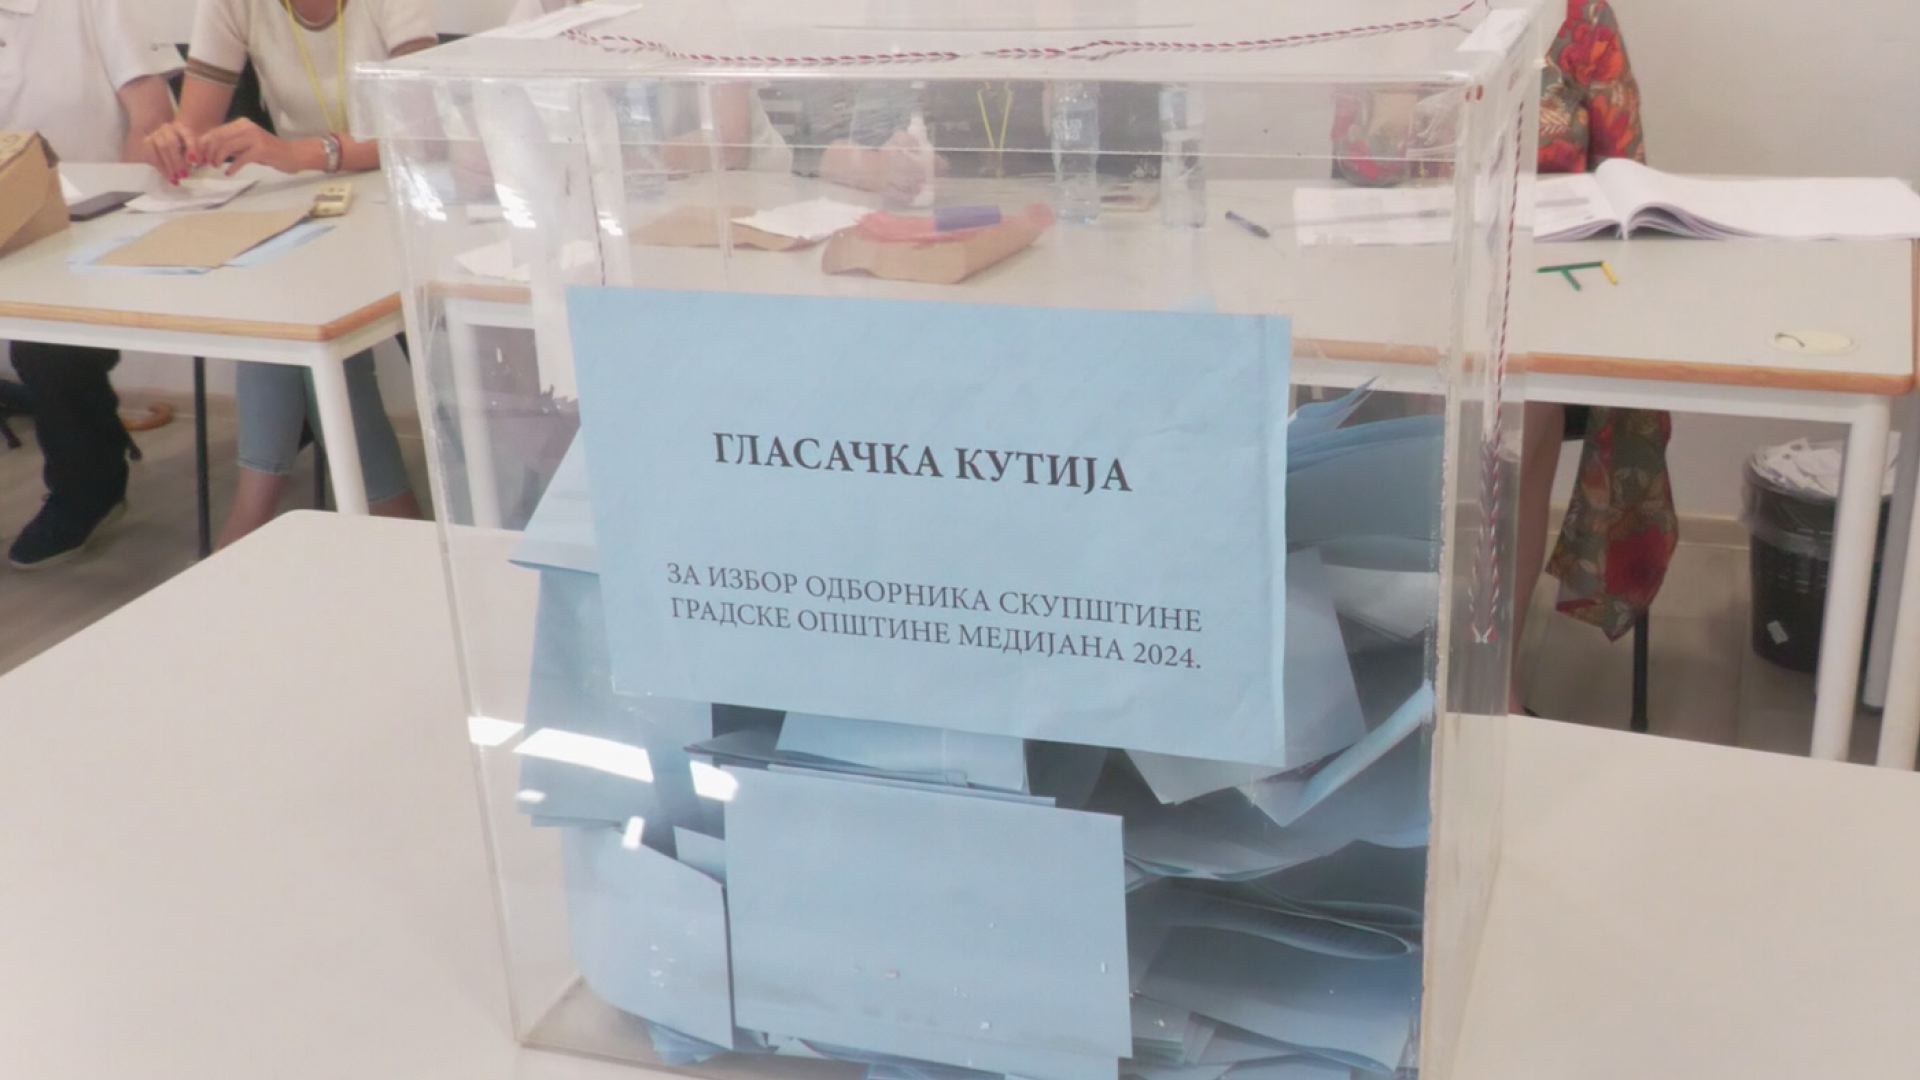 ГЛАСАЧКА КУТИЈА
ЗА ИЗБОР ОДБОРНИКА СКУПШТИНЕ
ГРАДСКЕ ОПШТИНЕ МЕДИЈАНА 2024.